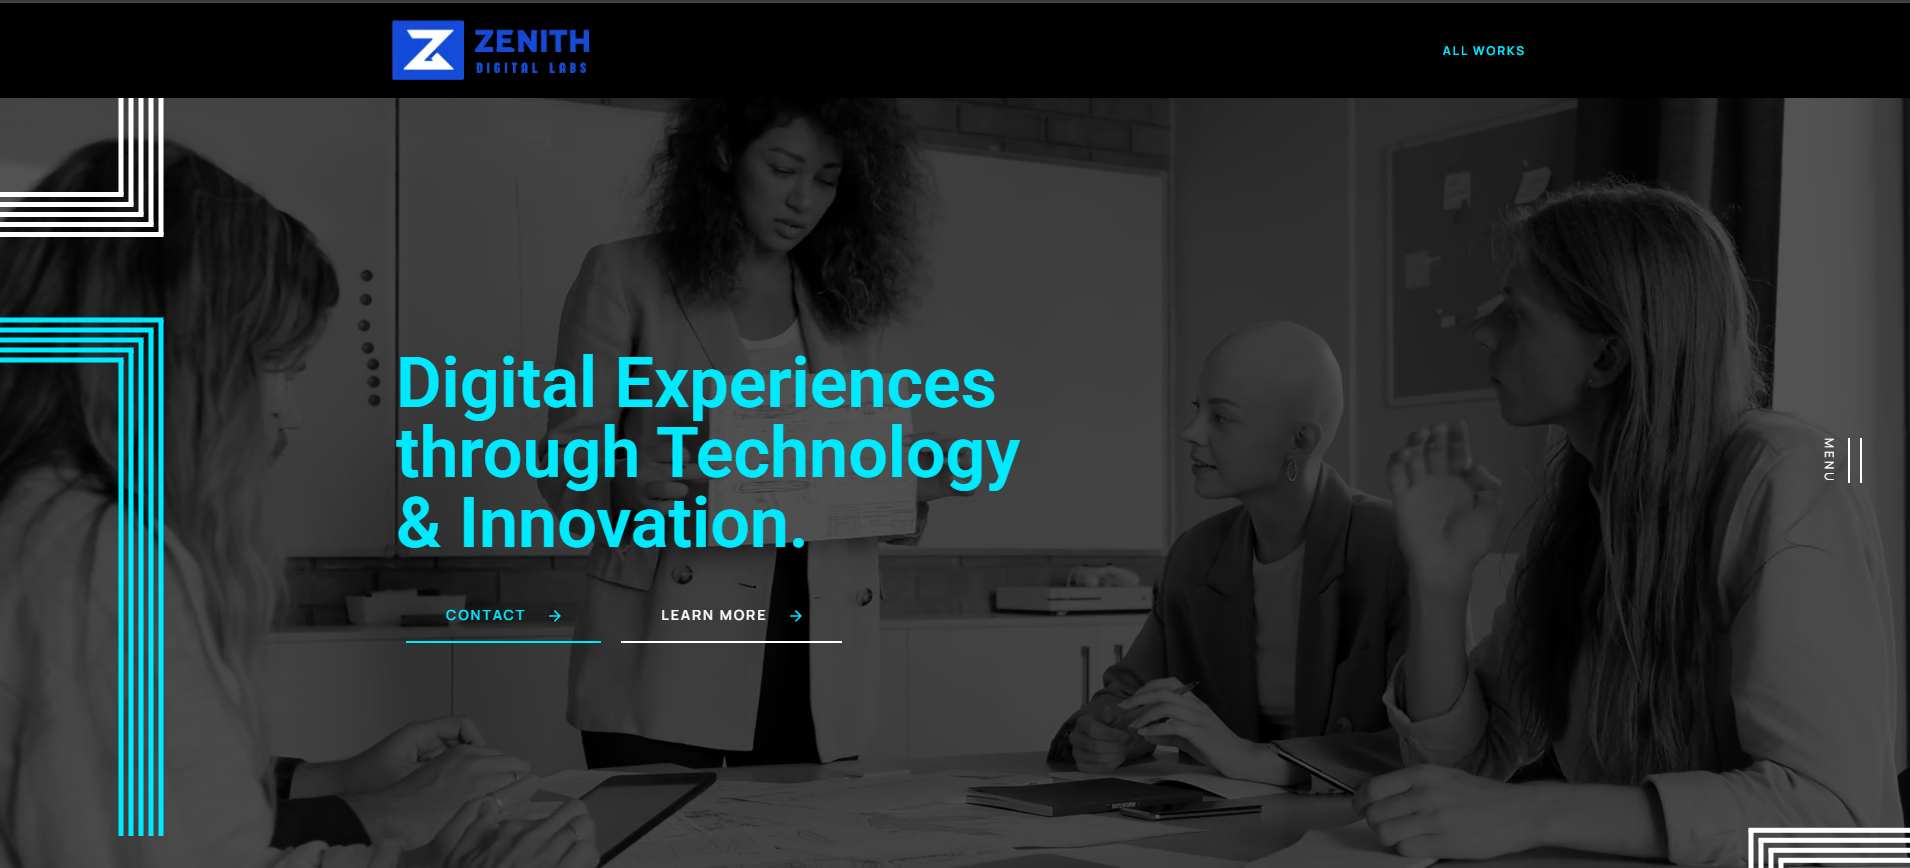 ZENITH
DIGITAL LABS
ALL WORKS
Digital Experiences
through Technology
& Innovation.
MENU
CONTACT
LEARN MORE